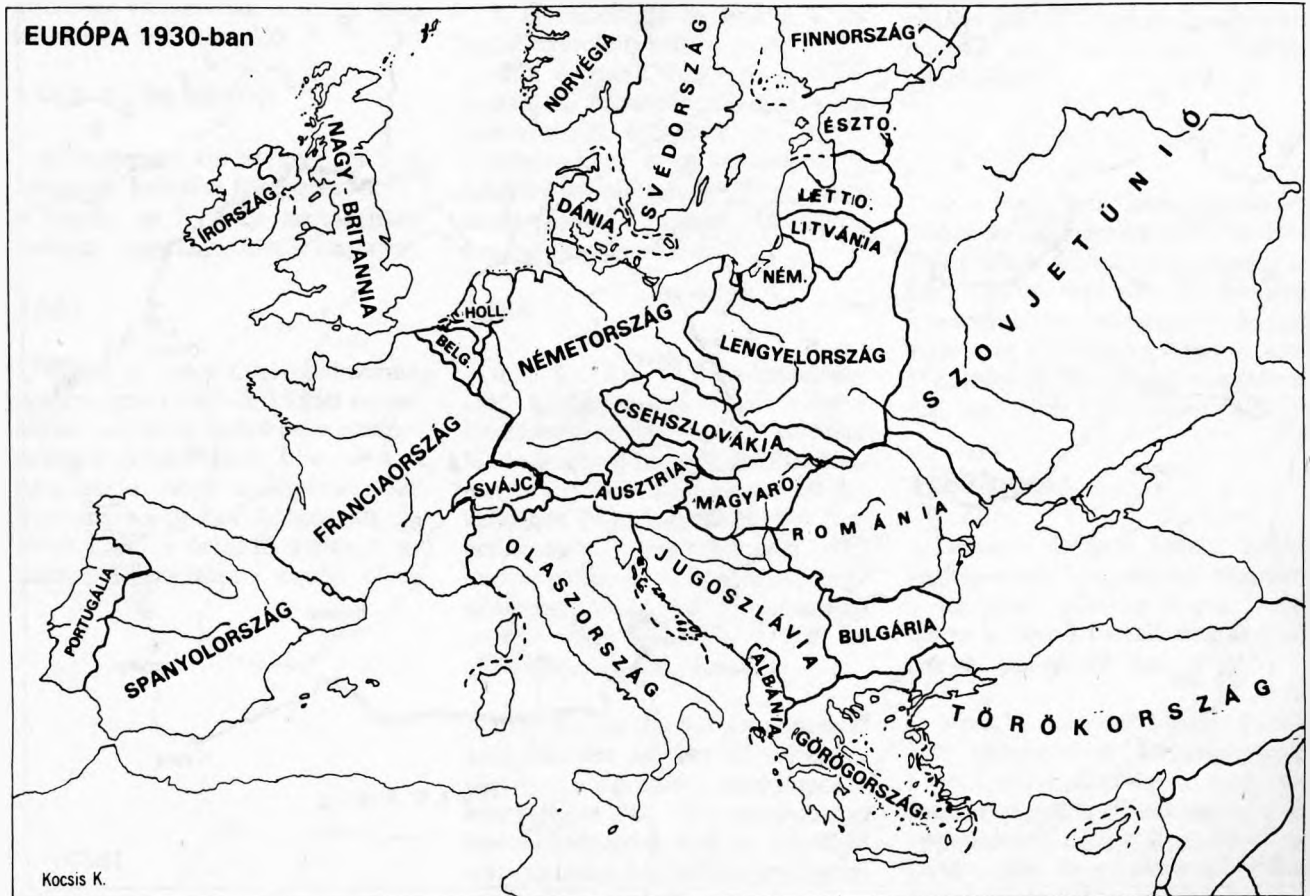 EURÓPA 1930-ban
FINNORSZÁG
NORVÉGIA
SVÉDORSZÁ
ÉSZTO.
NAGY-BRITANNIA
ÍRORSZÁG
DÁNIA
LETTO.
LITVÁNIA
NÉM.
SZOVJETÚNIÓ
HOLL.
BELG.
NÉMETORSZÁG
LENGYELORSZÁG
CSEHSZLOVÁKIA
FRANCIAORSZÁG
SVÁJC
AUSZTRIA
MAGYARO.
ROMÁNIA
OLASZORSZÁG
JUGOSZLÁVIA
PORTUGÁLIA
SPANYOLORSZÁG
BULGÁRIA
ALBÁNIA
TÖRÖKORSZÁG
GÖRÖGORSZÁG
Kocsis K.